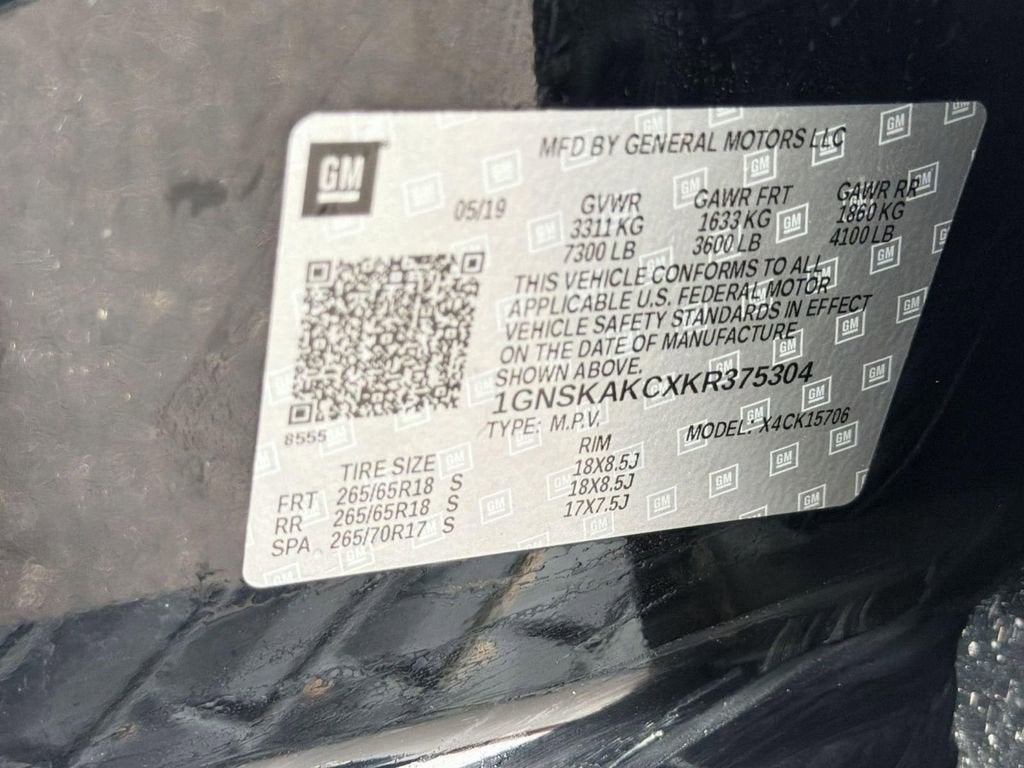 GM
MFD BY GENERAL MOTORS LLC
05/19
GVWR GAWR FRT GAWR RR
3311 KG 1633 KG 1860 KG
7300 LB 3600 LB 4100 LB
THIS VEHICLE CONFORMS TO ALL
APPLICABLE U.S. FEDERAL MOTOR
VEHICLE SAFETY STANDARDS IN EFFECT
ON THE DATE OF MANUFACTURE
SHOWN ABOVE.
1GNSKAKCXKR375304
8555
TYPE: M.P.V. MODEL: X4CK15706
TIRE SIZE RIM
FRT 265/65R18 S 18X8.5J
RR 265/65R18 S 18X8.5J
SPA 265/70R17 S 17X7.5J